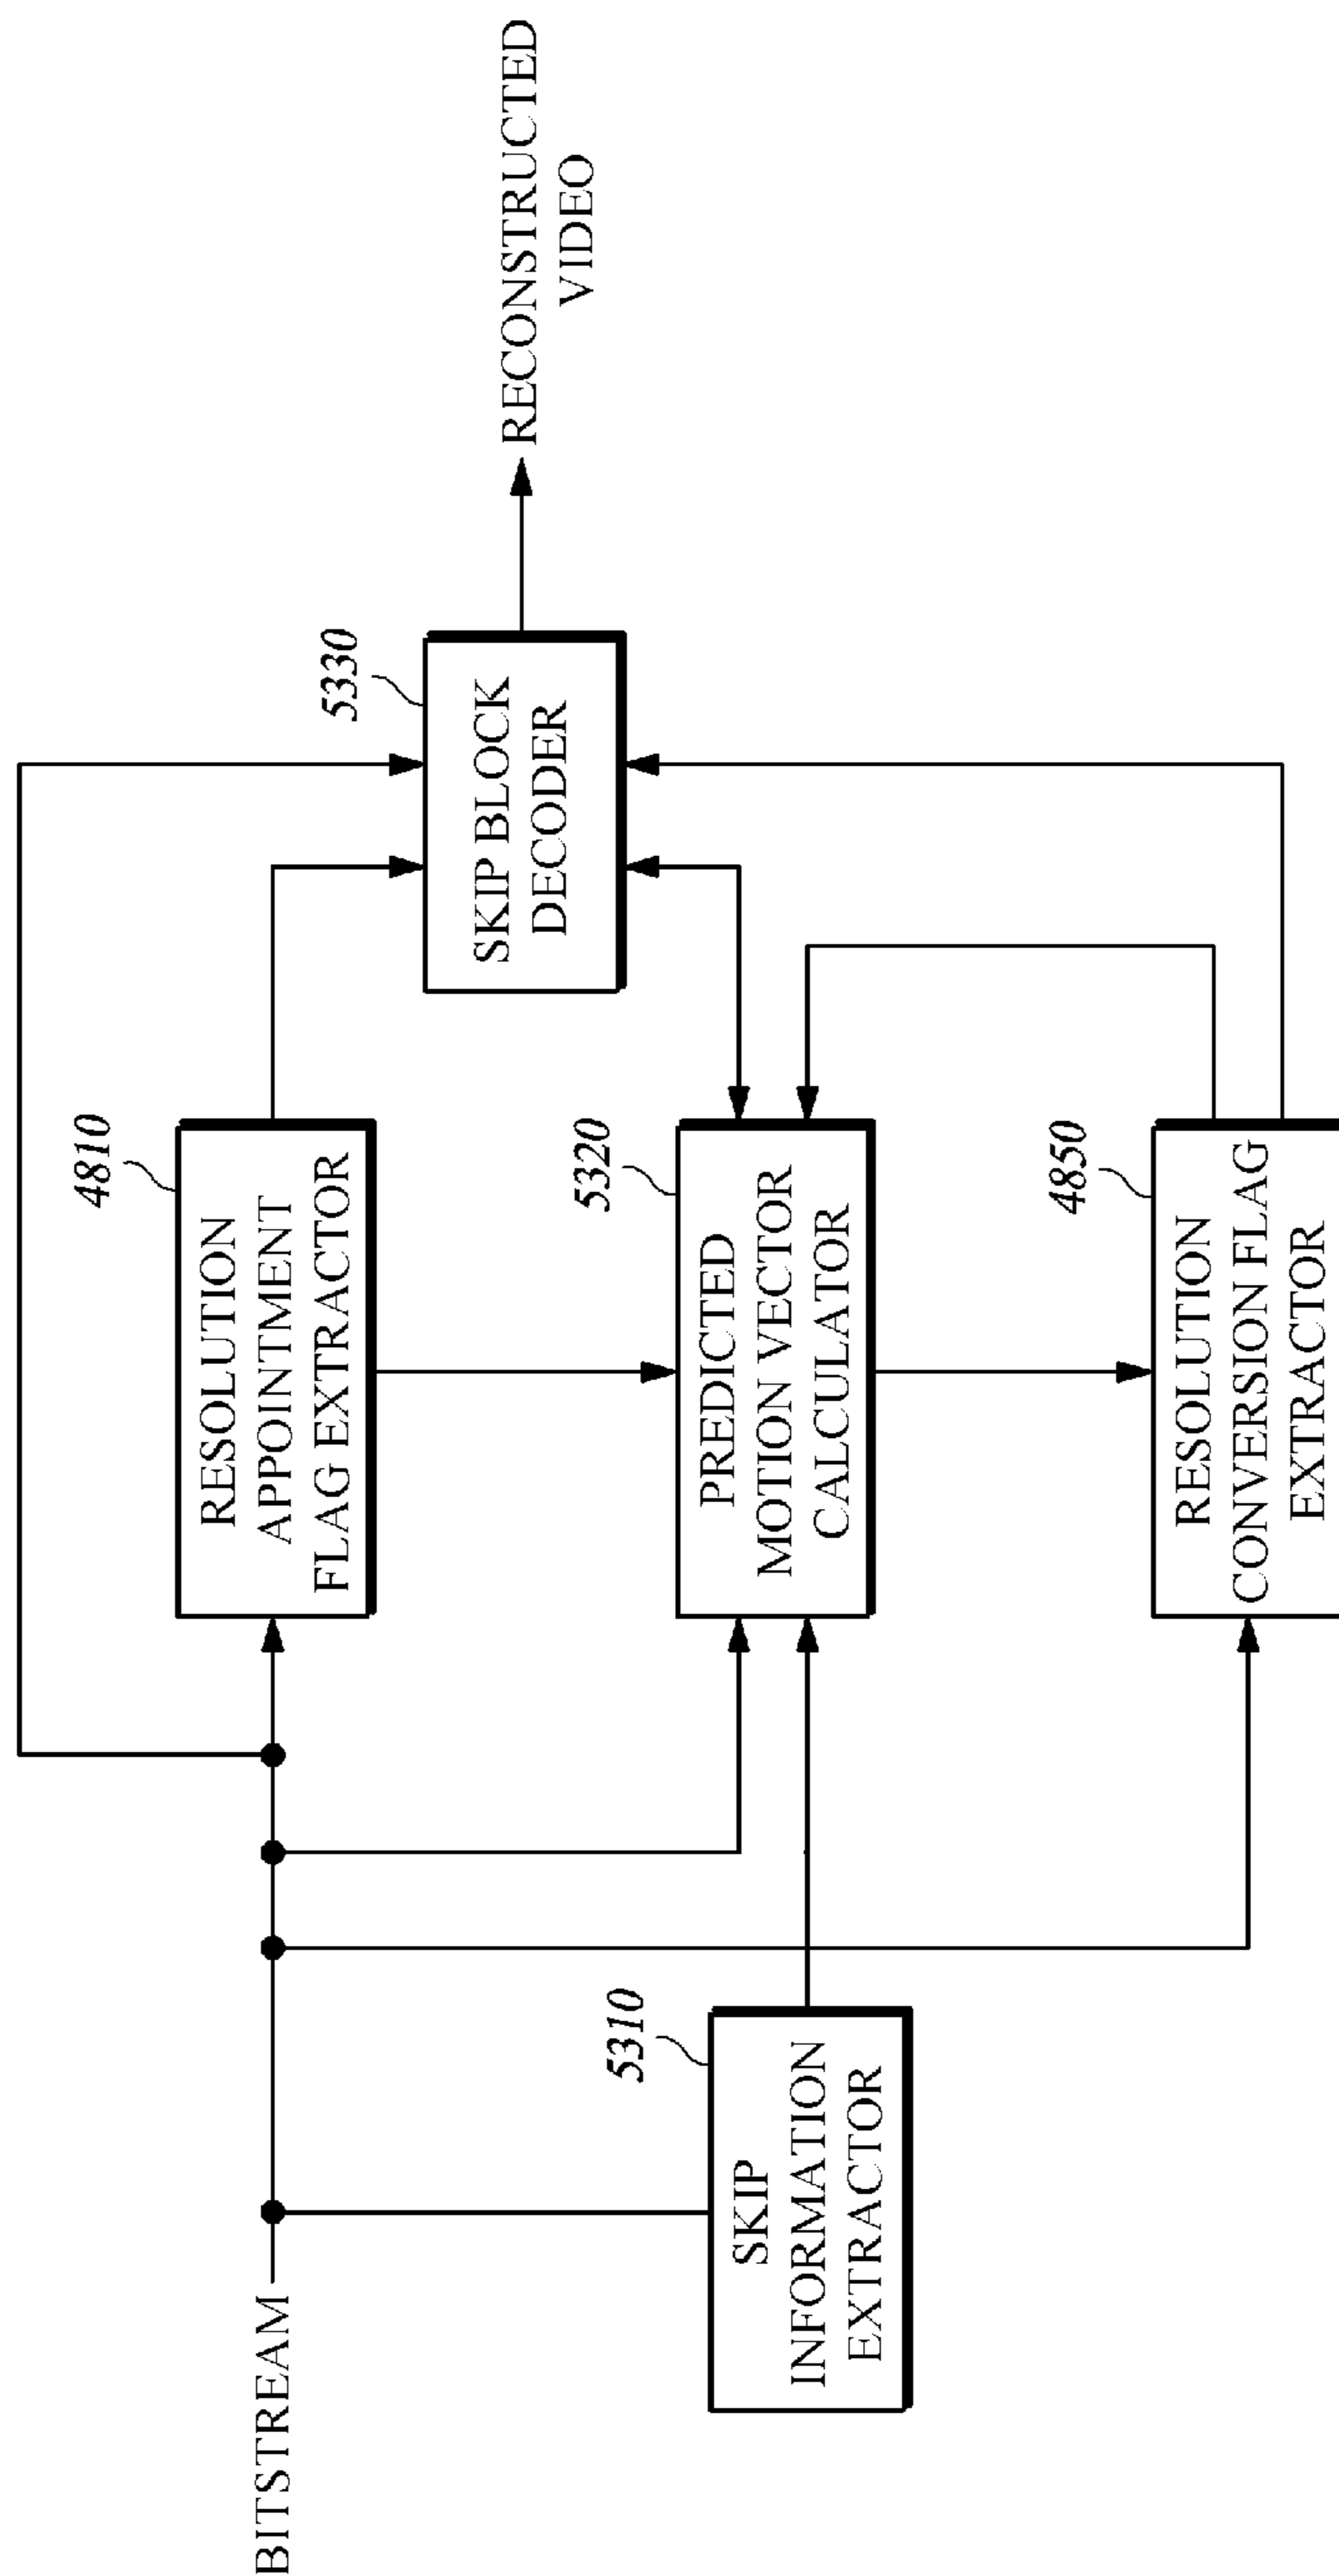 BITSTREAM
4810
RESOLUTION
APPOINTMENT
FLAG EXTRACTOR
5330
SKIP BLOCK
DECODER
RECONSTRUCTED
VIDEO
5310
SKIP
INFORMATION
EXTRACTOR
5320
PREDICTED
MOTION VECTOR
CALCULATOR
4850
RESOLUTION
CONVERSION FLAG
EXTRACTOR